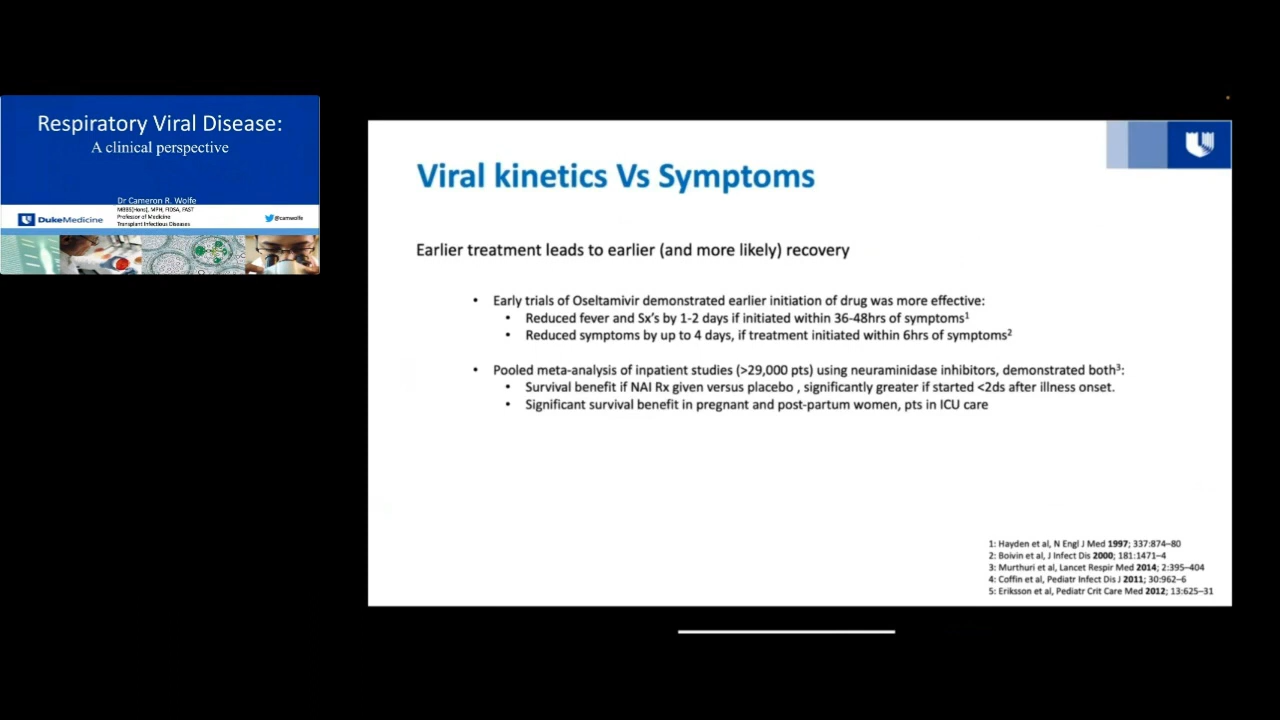 Respiratory Viral Disease:
A clinical perspective
Dr Cameron R. Wolfe
MBBS(Hons), MPH, FIDSA, FAST
Professor of Medicine
Transplant Infectious Diseases
DukeMedicine
@camwolfe
Viral kinetics Vs Symptoms
Earlier treatment leads to earlier (and more likely) recovery
• Early trials of Oseltamivir demonstrated earlier initiation of drug was more effective:
• Reduced fever and Sx's by 1-2 days if initiated within 36-48hrs of symptoms1
• Reduced symptoms by up to 4 days, if treatment initiated within 6hrs of symptoms2
• Pooled meta-analysis of inpatient studies (>29,000 pts) using neuraminidase inhibitors, demonstrated both3:
• Survival benefit if NAI Rx given versus placebo , significantly greater if started <2ds after illness onset.
• Significant survival benefit in pregnant and post-partum women, pts in ICU care
1: Hayden et al, N Engl J Med 1997; 337:874–80
2: Boivin et al, J Infect Dis 2000; 181:1471–4
3: Murthuri et al, Lancet Respir Med 2014; 2:395–404
4: Coffin et al, Pediatr Infect Dis J 2011; 30:962–6
5: Eriksson et al, Pediatr Crit Care Med 2012; 13:625–31